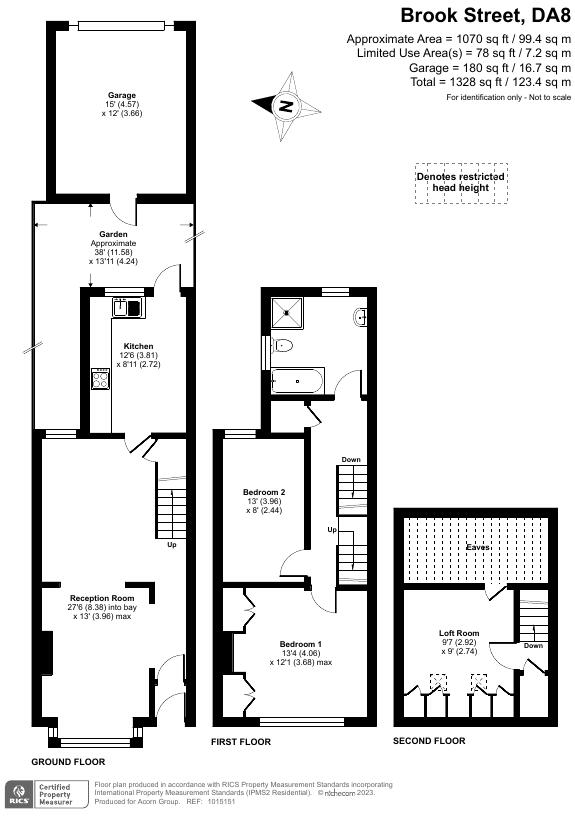 Brook Street, DA8
Approximate Area = 1070 sq ft / 99.4 sq m
Limited Use Area(s) = 78 sq ft / 7.2 sq m
Garage = 180 sq ft / 16.7 sq m
Total = 1328 sq ft / 123.4 sq m
For identification only - Not to scale
N
Denotes restricted
head height
Garage
15' (4.57)
x 12' (3.66)
Garden
Approximate
38' (11.58)
x 13'11 (4.24)
Kitchen
12'6 (3.81)
x 8'11 (2.72)
Up
Reception Room
27'6 (8.38) into bay
x 13' (3.96) max
GROUND FLOOR
Down
Bedroom 2
13' (3.96)
x 8' (2.44)
Up
Bedroom 1
13'4 (4.06)
x 12'1 (3.68) max
FIRST FLOOR
Eaves
Loft Room
9'7 (2.92)
x 9' (2.74)
Down
SECOND FLOOR
RICS
Certified
Property
Measurer
Floor plan produced in accordance with RICS Property Measurement Standards incorporating
International Property Measurement Standards (IPMS2 Residential). © ntchecom 2023.
Produced for Acorn Group. REF: 1015151